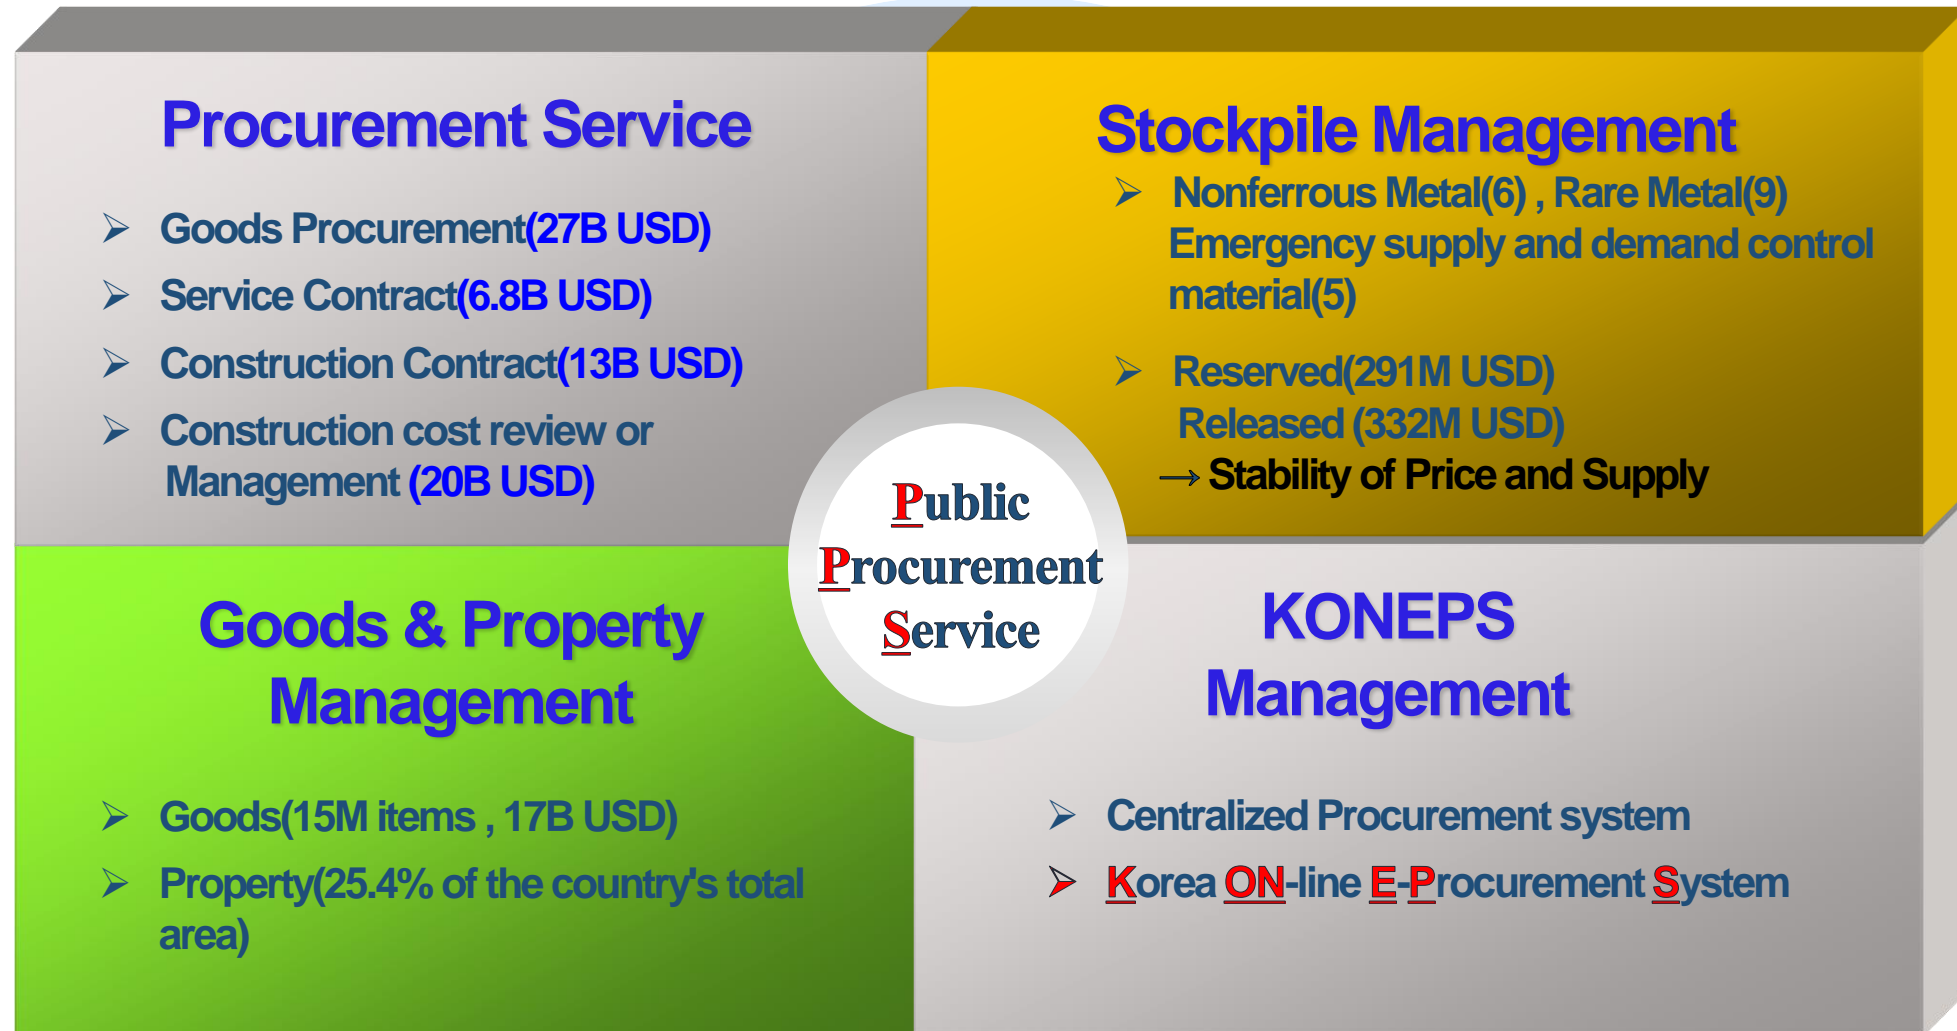 Procurement Service
➢ Goods Procurement(27B USD)
➢ Service Contract(6.8B USD)
➢ Construction Contract(13B USD)
➢ Construction cost review or
Management (20B USD)
Stockpile Management
➢ Nonferrous Metal(6) , Rare Metal(9)
Emergency supply and demand control
material(5)
➢ Reserved(291M USD)
Released (332M USD)
→ Stability of Price and Supply
Public
Procurement
Service
Goods & Property
Management
➢ Goods(15M items , 17B USD)
➢ Property(25.4% of the country's total
area)
KONEPS
Management
➢ Centralized Procurement system
➢ Korea ON-line E-Procurement System